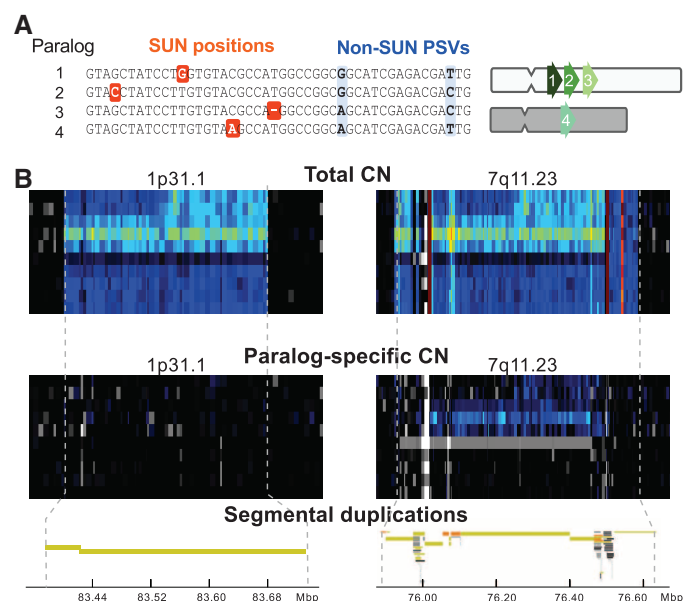 A
Paralog SUN positions Non-SUN PSVs
1 GTAGCTATCCTGGTGTACGCCATGGCCGGCGGCATCGAGACGATTG
2 GTACCTATCCTTGTGTACGCCATGGCCGGCGGCATCGAGACGACTG
3 GTAGCTATCCTTGTGTACGCCA-GGCCGGCAGCATCGAGACGACTG
4 GTAGCTATCCTTGTGTAAGCCATGGCCGGCAGCATCGAGACGATTG
1 2 3
4
B
Total CN
1p31.1 7q11.23
Paralog-specific CN
1p31.1 7q11.23
Segmental duplications
83.44 83.52 83.60 83.68 Mbp 76.00 76.20 76.40 76.60 Mbp